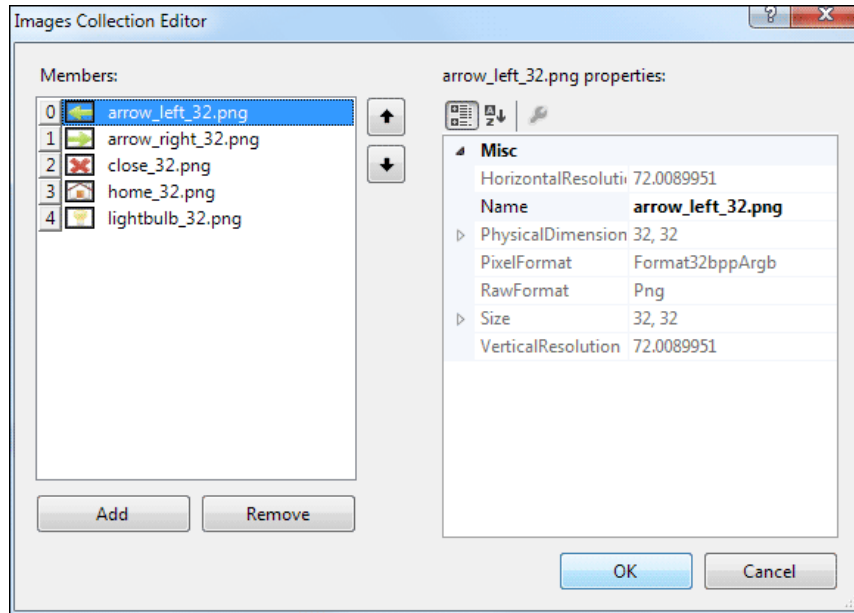 Images Collection Editor
?
Members:
0 arrow_left_32.png
1 arrow_right_32.png
2 close_32.png
3 home_32.png
4 lightbulb_32.png
Add Remove
arrow_left_32.png properties:
A Z
Misc
HorizontalResoluti 72.0089951
Name arrow_left_32.png
PhysicalDimension 32, 32
PixelFormat Format32bppArgb
RawFormat Png
Size 32, 32
VerticalResolution 72.0089951
OK Cancel